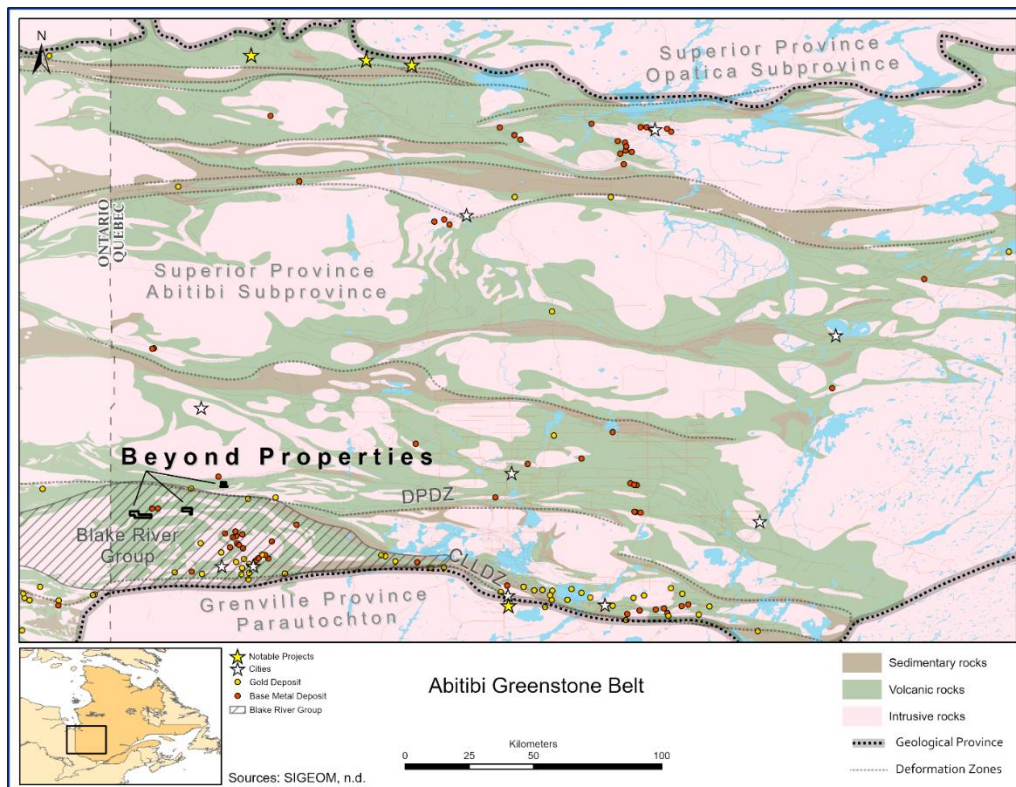 N
Superior Province
Opatica Subprovince
ONTARIO
QUEBEC
Superior Province
Abitibi Subprovince
Beyond Properties
DPDZ
Blake River
Group
CLLDZ
Grenville Province
Parautochton
Notable Projects
Cities
Gold Deposit
Base Metal Deposit
Blake River Group
Sources: SIGEOM, n.d.
Abitibi Greenstone Belt
Kilometers
0 25 50 100
Sedimentary rocks
Volcanic rocks
Intrusive rocks
Geological Province
Deformation Zones